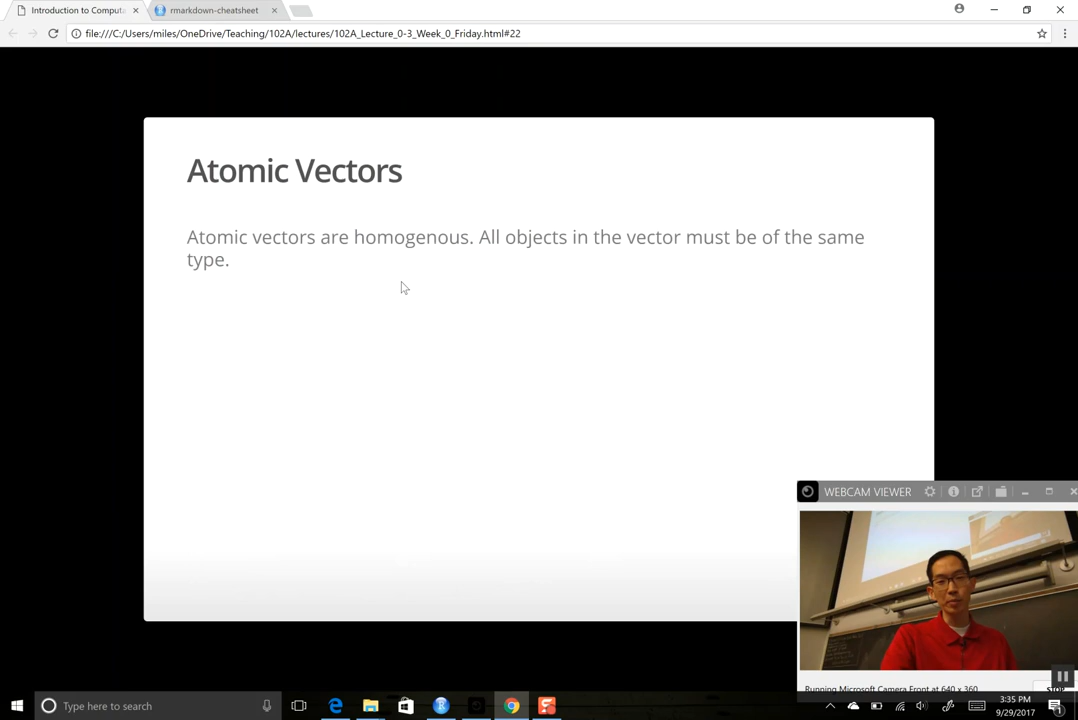 Introduction to Computa
rmarkdown-cheatsheet
file:///C:/Users/miles/OneDrive/Teaching/102A/lectures/102A_Lecture_0-3_Week_0_Friday.html#22
Atomic Vectors
Atomic vectors are homogenous. All objects in the vector must be of the same
type.
WEBCAM VIEWER
Running Microsoft Camera Front at 640 x 360
STOP
Type here to search
3:35 PM
9/29/2017